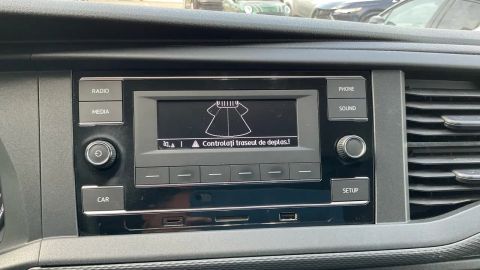 RADIO
PHONE
MEDIA
SOUND
Controlați traseul de deplas.!
CAR
SETUP